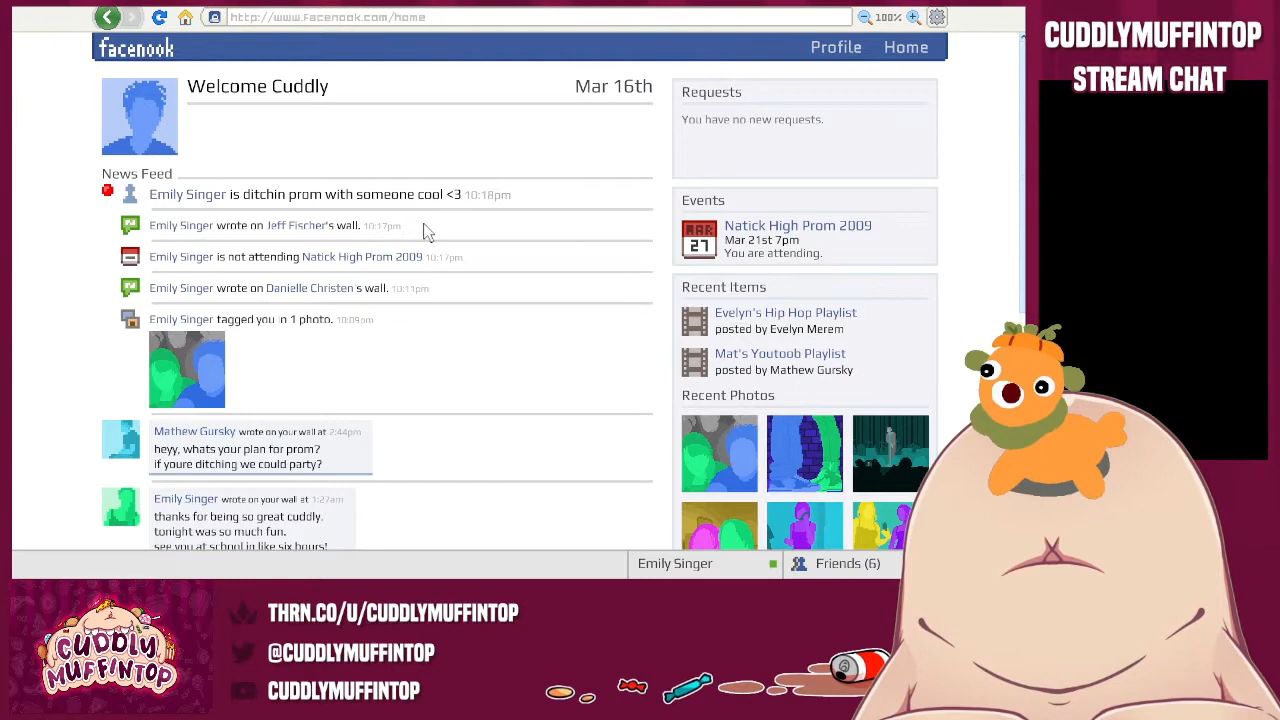 http://www.Facenook.com/home
100%
facenook
Profile
Home
Welcome Cuddly
Mar 16th
News Feed
Emily Singer is ditchin prom with someone cool <3 10:18pm
Emily Singer wrote on Jeff Fischer's wall. 10:17pm
Emily Singer is not attending Natick High Prom 2009 10:17pm
Emily Singer wrote on Danielle Christen's wall. 10:11pm
Emily Singer tagged you in 1 photo. 10:09pm
Mathew Gursky wrote on your wall at 2:44pm
heyy, whats your plan for prom?
if youre ditching we could party?
Emily Singer wrote on your wall at 1:27am
thanks for being so great cuddly.
tonight was so much fun.
see you at school in like six hours!
Requests
You have no new requests.
Events
MAR
27
Natick High Prom 2009
Mar 21st 7pm
You are attending.
Recent Items
Evelyn's Hip Hop Playlist
posted by Evelyn Merem
Mat's Youtoob Playlist
posted by Mathew Gursky
Recent Photos
Emily Singer
Friends (6)
CUDDLYMUFFINTOP
STREAM CHAT
CUDDLY
MUFFINTOP
THRN.CO/U/CUDDLYMUFFINTOP
@CUDDLYMUFFINTOP
CUDDLYMUFFINTOP